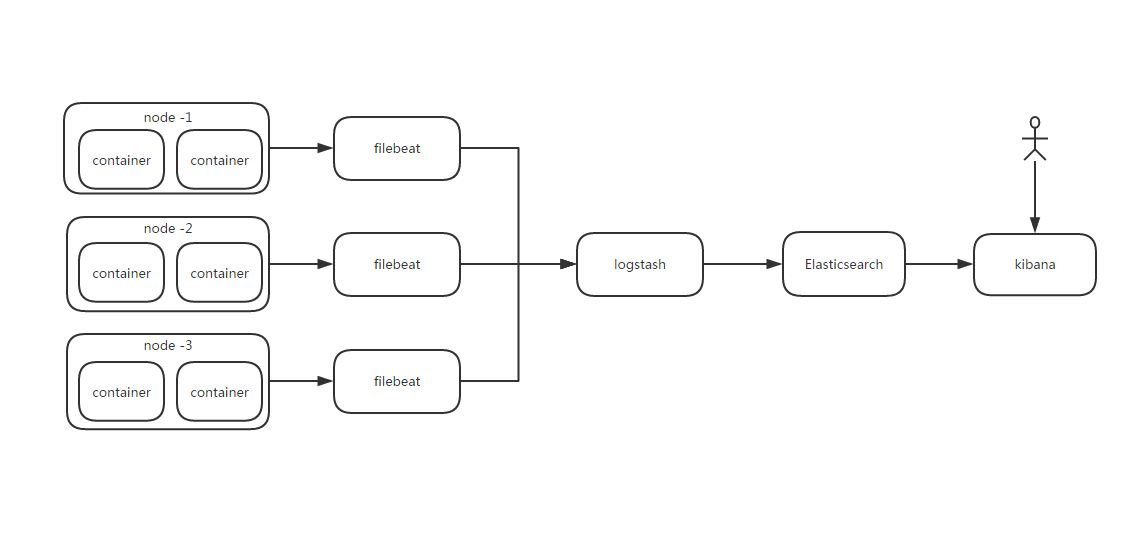 node -1
container
container
filebeat
node -2
container
container
filebeat
logstash
Elasticsearch
kibana
node -3
container
container
filebeat